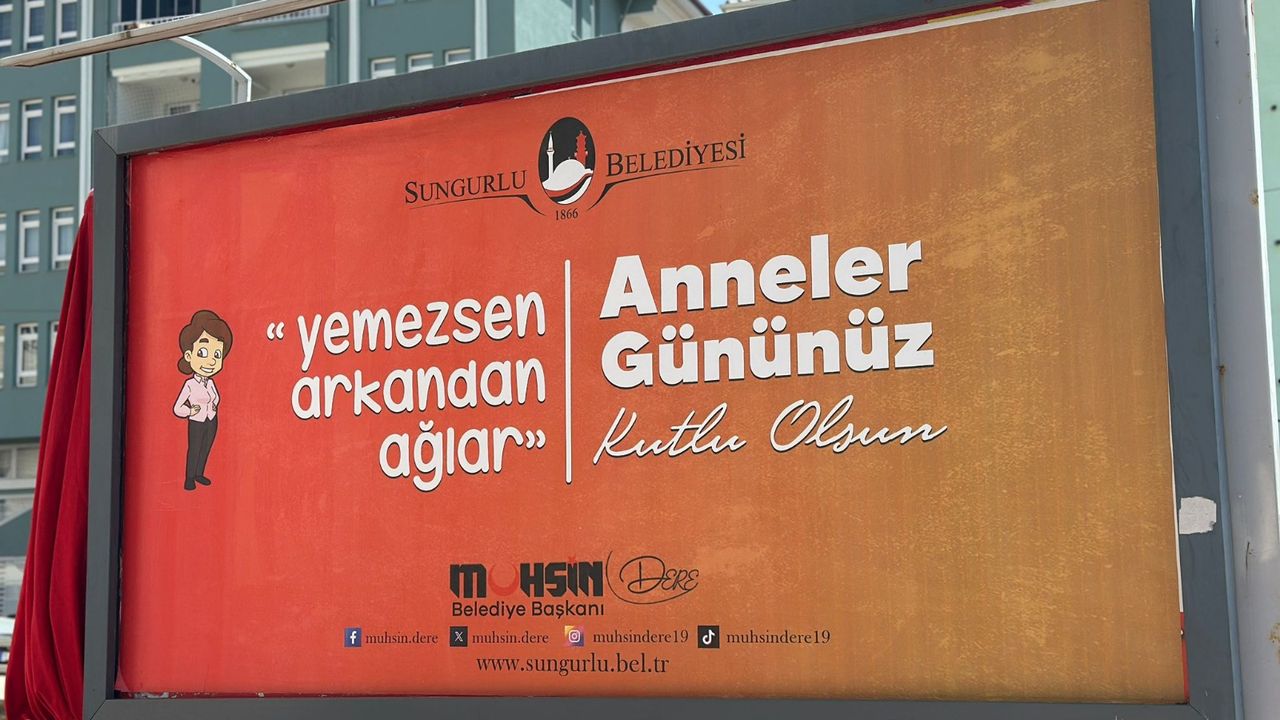 SUNGURLU BELEDİYESİ
1866
“yemezsen
arkandan
ağlar”
Anneler
Gününüz
Kutlu Olsun
MUHSİN DERE
Belediye Başkanı
muhsin.dere muhsin.dere muhsindere19 muhsindere19
www.sungurlu.bel.tr